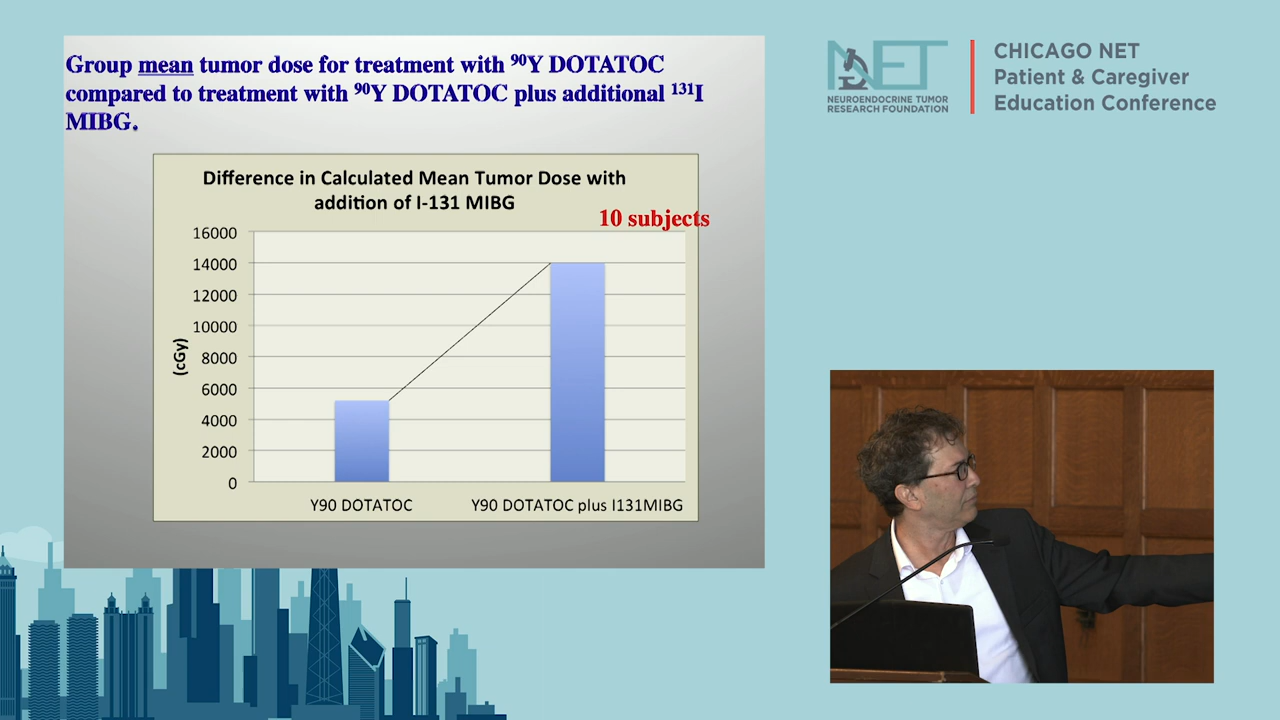 Group mean tumor dose for treatment with ⁹⁰Y DOTATOC
compared to treatment with ⁹⁰Y DOTATOC plus additional ¹³¹I
MIBG.
Difference in Calculated Mean Tumor Dose with
addition of I-131 MIBG
10 subjects
16000
14000
12000
10000
8000
6000
4000
2000
0
(cGy)
Y90 DOTATOC
Y90 DOTATOC plus I131MIBG
NET
NEUROENDOCRINE TUMOR
RESEARCH FOUNDATION
CHICAGO NET
Patient & Caregiver
Education Conference